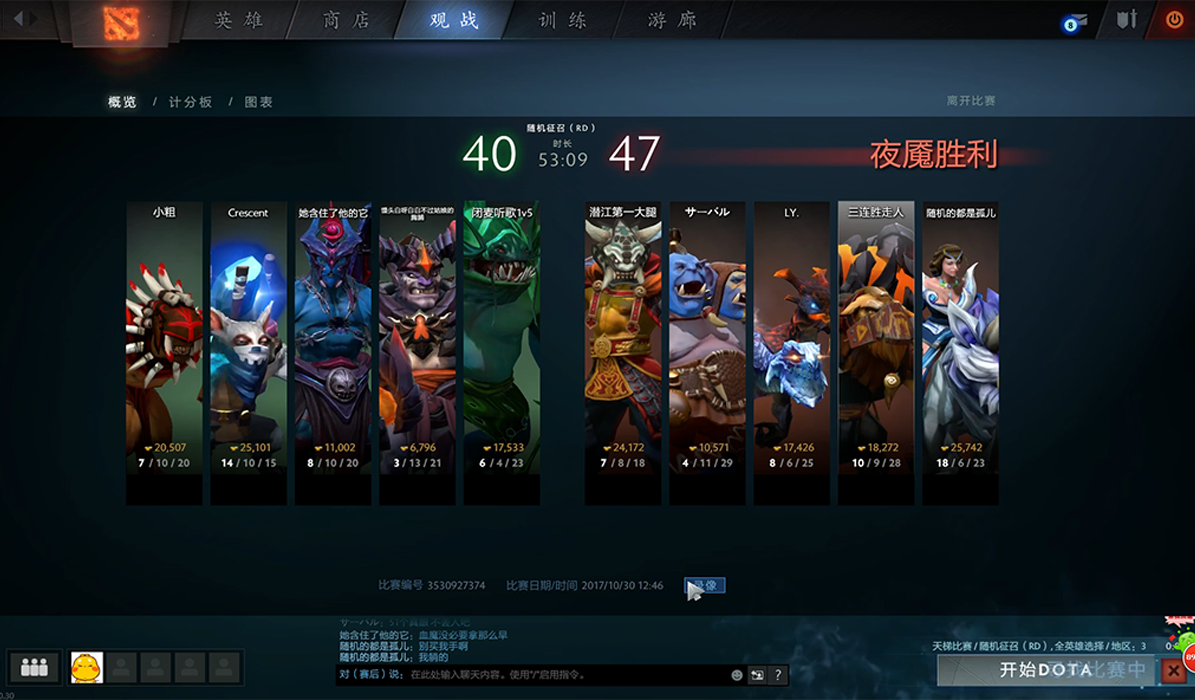 英雄 商店 观战 训练 游廊
8
概览 / 计分板 / 图表
离开比赛
随机征召（RD）
40 时长 47
53:09
夜魇胜利
小粗 Crescent 她含住了他的它 馒头白呀白白不过姑娘的胸脯 闭麦听歌1v5 潜江第一大腿 サーバル LY. 三连胜走人 随机的都是孤儿
20,507 25,101 11,002 6,796 17,533 24,172 10,571 17,426 18,272 25,742
7 / 10 / 20 14 / 10 / 15 8 / 10 / 20 3 / 13 / 21 6 / 4 / 23 7 / 8 / 18 4 / 11 / 29 8 / 6 / 25 10 / 9 / 28 18 / 6 / 23
比赛编号 3530927374 比赛日期/时间 2017/10/30 12:46 录像
她含住了他的它：血魔没必要拿那么早
随机的都是孤儿：别买我手啊
随机的都是孤儿：我躺的
对（赛后）说： 在此处输入聊天内容。使用“/”启用指令。 ?
天梯比赛 / 随机征召（RD）, 全英雄选择 / 地区：3
开始DOTA